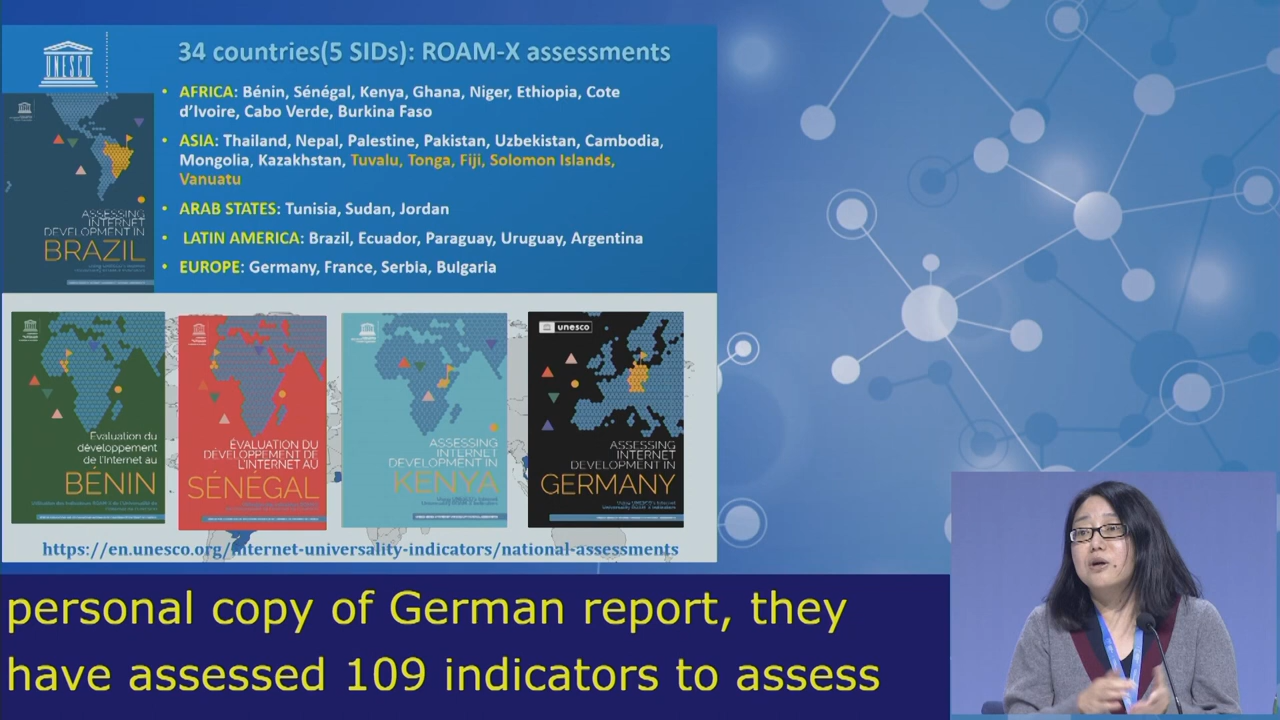 34 countries(5 SIDs): ROAM-X assessments
UNESCO
• AFRICA: Bénin, Sénégal, Kenya, Ghana, Niger, Ethiopia, Cote
d'Ivoire, Cabo Verde, Burkina Faso
• ASIA: Thailand, Nepal, Palestine, Pakistan, Uzbekistan, Cambodia,
Mongolia, Kazakhstan, Tuvalu, Tonga, Fiji, Solomon Islands,
Vanuatu
• ARAB STATES: Tunisia, Sudan, Jordan
• LATIN AMERICA: Brazil, Ecuador, Paraguay, Uruguay, Argentina
• EUROPE: Germany, France, Serbia, Bulgaria
ASSESSING
INTERNET
DEVELOPMENT IN
BRAZIL
Evaluation du
développement
de l'Internet au
BÉNIN
ÉVALUATION DU
DÉVELOPPEMENT DE
L'INTERNET AU
SÉNÉGAL
ASSESSING
INTERNET
DEVELOPMENT IN
KENYA
unesco
ASSESSING
INTERNET
DEVELOPMENT IN
GERMANY
https://en.unesco.org/internet-universality-indicators/national-assessments
personal copy of German report, they
have assessed 109 indicators to assess